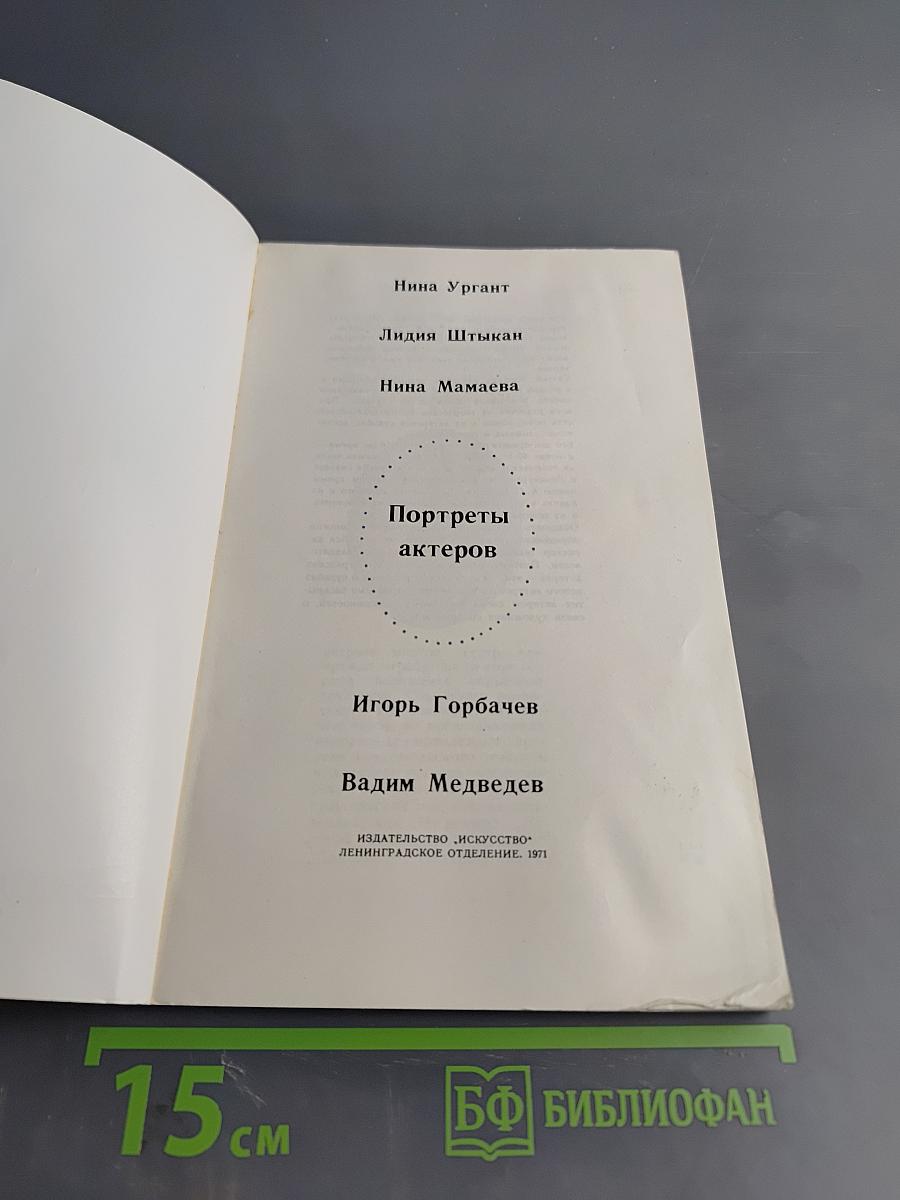 Нина Ургант
Лидия Штыкан
Нина Мамаева
Портреты
актеров
Игорь Горбачев
Вадим Медведев
ИЗДАТЕЛЬСТВО „ИСКУССТВО“
ЛЕНИНГРАДСКОЕ ОТДЕЛЕНИЕ. 1971
15 см
БФ БИБЛИОФАН